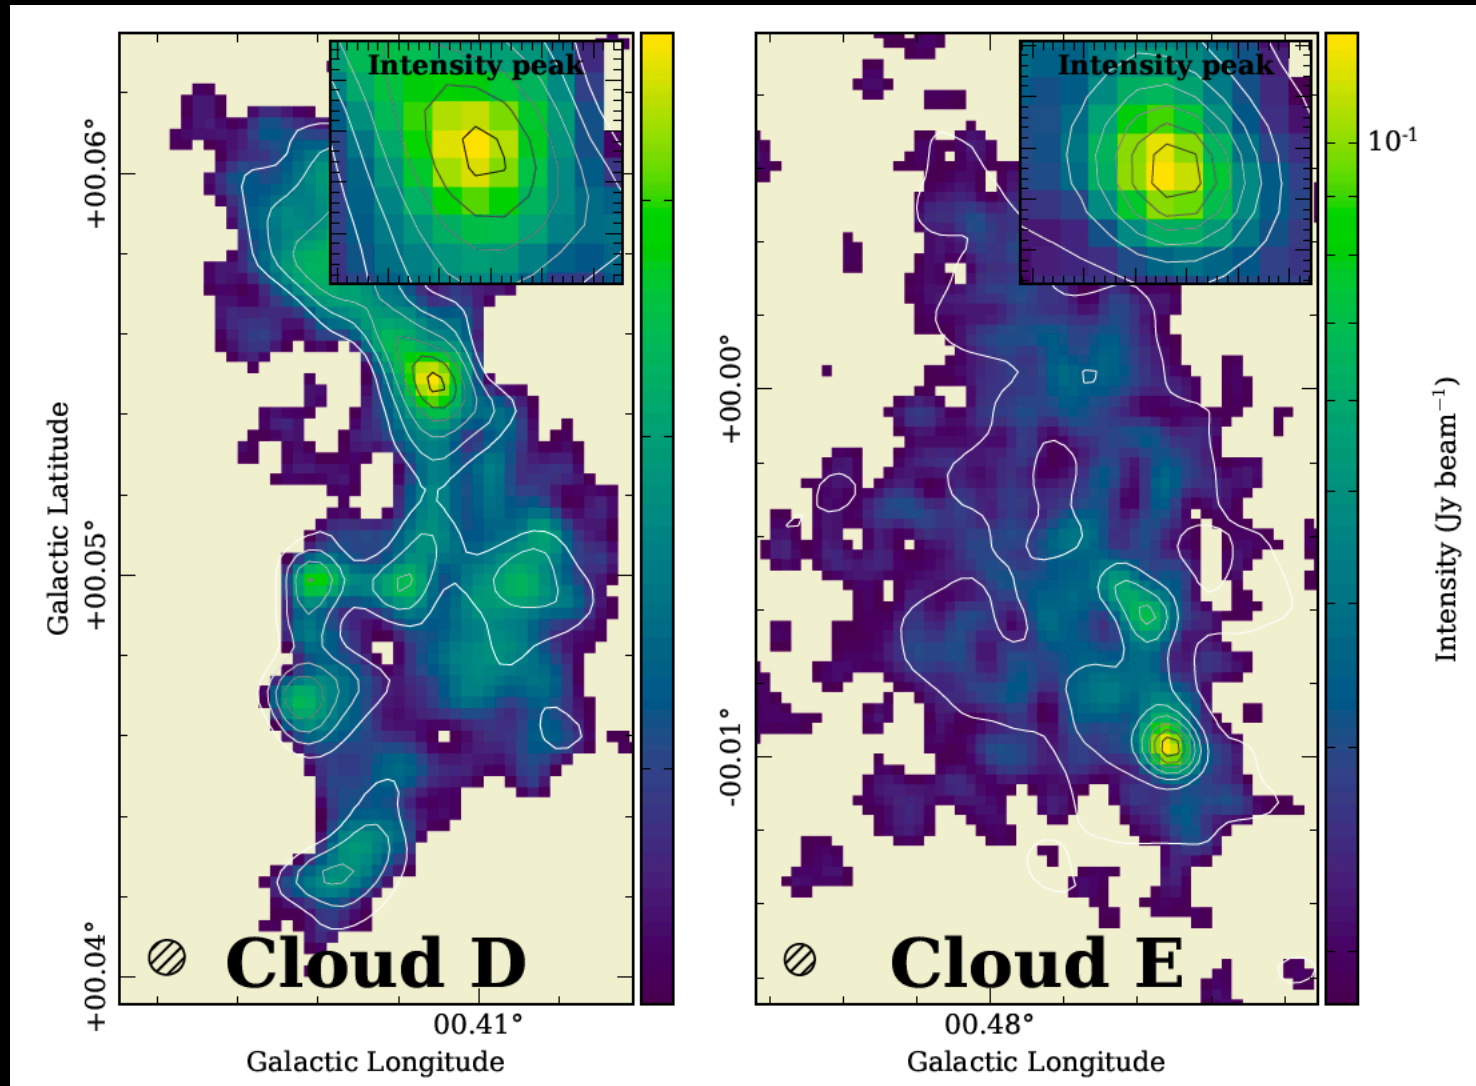 Intensity peak
+00.06°
+00.05°
+00.04°
Galactic Latitude
Cloud D
00.41°
Galactic Longitude
Intensity peak
+00.00°
-00.01°
Cloud E
00.48°
Galactic Longitude
10⁻¹
Intensity (Jy beam⁻¹)